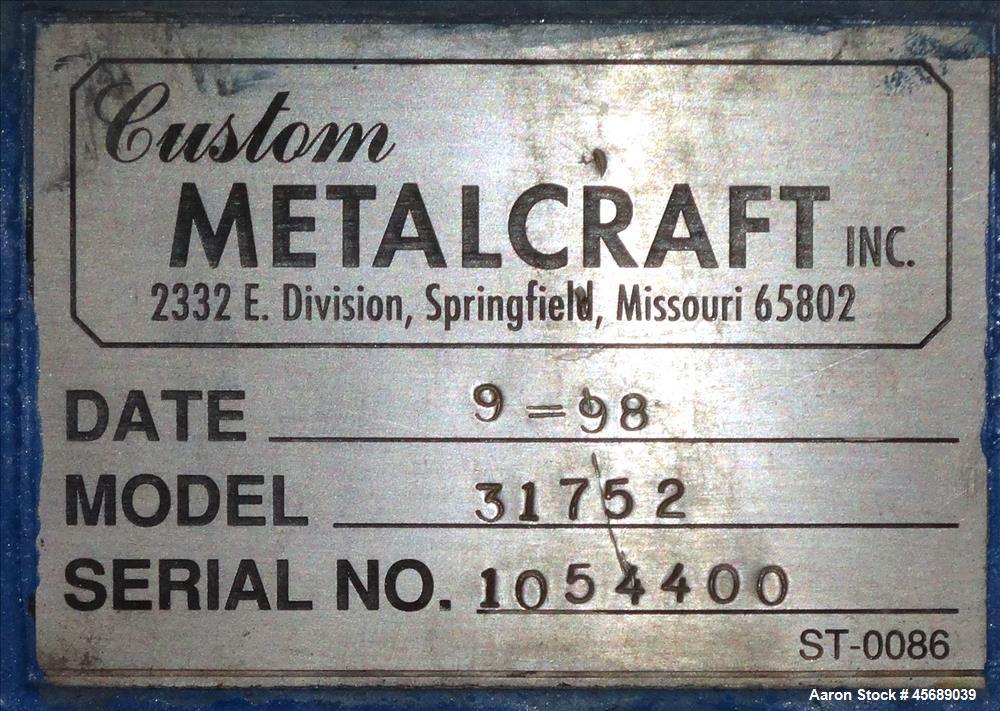 Custom
METALCRAFT INC.
2332 E. Division, Springfield, Missouri 65802
DATE 9-98
MODEL 31752
SERIAL NO. 1054400
ST-0086
Aaron Stock # 45689039